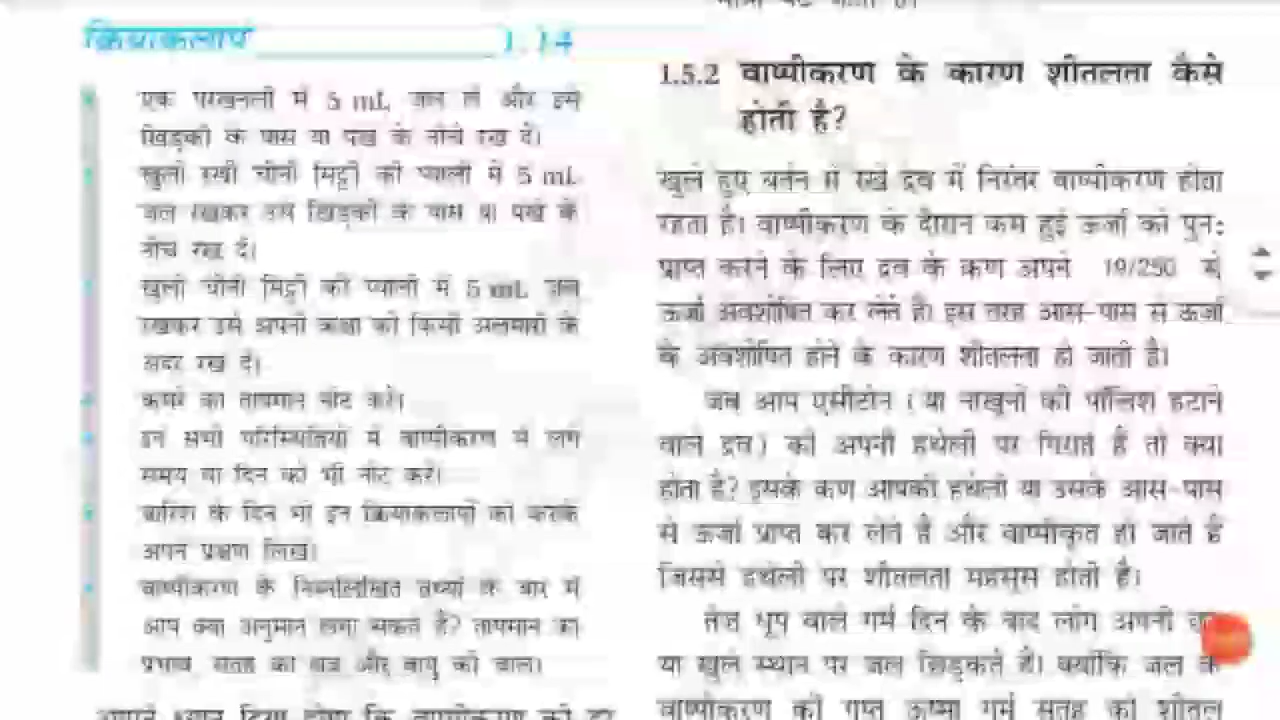 क्रियाकलाप 1.14
एक परखनली में 5 mL जल लें और इसे
खिड़की के पास या पंखे के नीचे रख दें।
खुली रखी चीनी मिट्टी की प्याली में 5 mL
जल रखकर उसे खिड़की के पास या पंखे के
नीचे रख दें।
खुली चीनी मिट्टी की प्याली में 5 mL जल
रखकर उसे अपनी कक्षा की किसी अलमारी के
अंदर रख दें।
कमरे का तापमान नोट करें।
इन सभी परिस्थितियों में वाष्पीकरण में लगे
समय या दिन को भी नोट करें।
बारिश के दिन भी इन क्रियाकलापों को करके
अपने प्रेक्षण लिखें।
वाष्पीकरण के निम्नलिखित तथ्यों के बारे में
आप क्या अनुमान लगा सकते हैं? तापमान का
प्रभाव, सतह का क्षेत्र और वायु की चाल।
1.5.2 वाष्पीकरण के कारण शीतलता कैसे
होती है?
खुले हुए बर्तन में रखे द्रव में निरंतर वाष्पीकरण होता
रहता है। वाष्पीकरण के दौरान कम हुई ऊर्जा को पुनः
प्राप्त करने के लिए द्रव के कण अपने 19/250 से
ऊर्जा अवशोषित कर लेते हैं। इस तरह आस-पास से ऊर्जा
के अवशोषित होने के कारण शीतलता हो जाती है।
जब आप एसीटोन (या नाखूनों की पॉलिश हटाने
वाले द्रव) को अपनी हथेली पर गिराते हैं तो क्या
होता है? इसके कण आपकी हथेली या उसके आस-पास
से ऊर्जा प्राप्त कर लेते हैं और वाष्पीकृत हो जाते हैं
जिससे हथेली पर शीतलता महसूस होती है।
तेज धूप वाले गर्म दिन के बाद लोग अपनी
या खुले स्थान पर जल छिड़कते हैं। क्योंकि जल के
वाष्पीकरण की गुप्त ऊष्मा गर्म सतह को शीतल